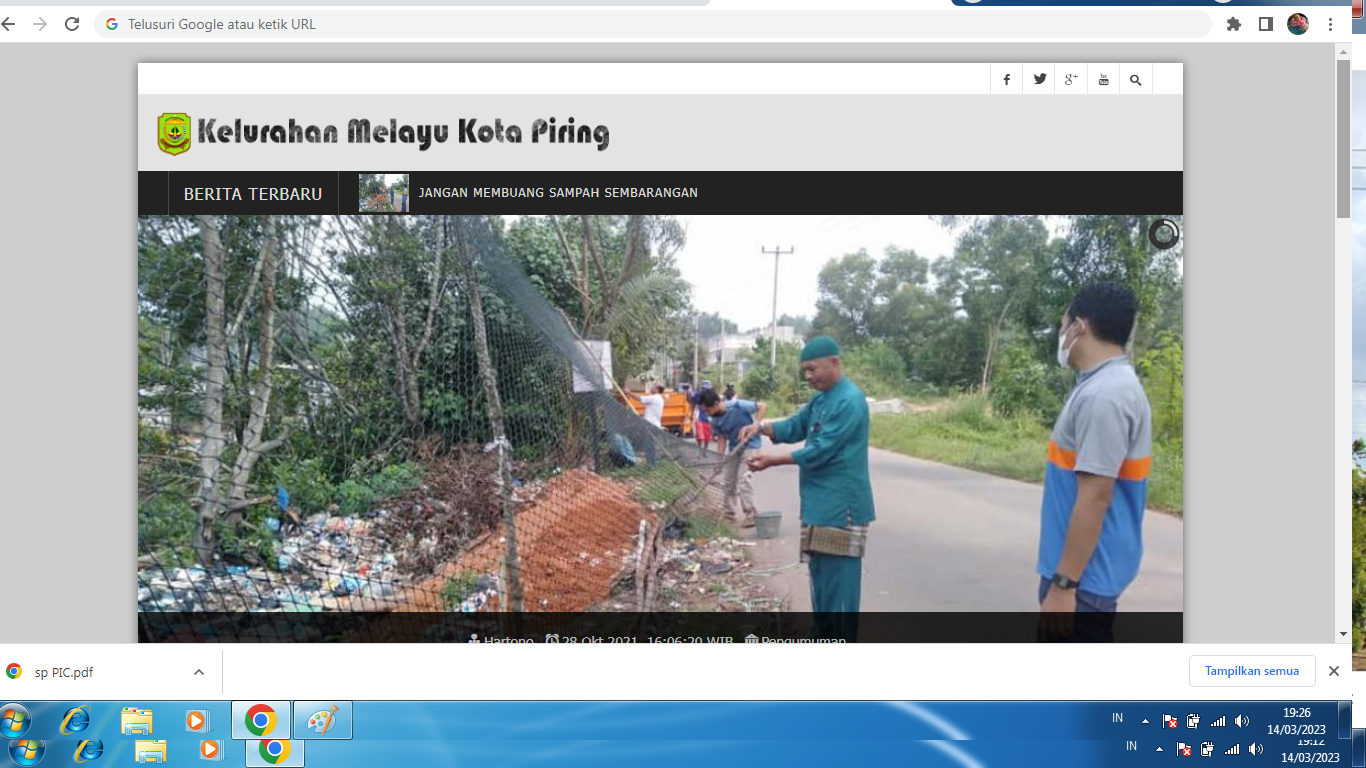 Telusuri Google atau ketik URL
Kelurahan Melayu Kota Piring
BERITA TERBARU
JANGAN MEMBUANG SAMPAH SEMBARANGAN
Hartono 28 Okt 2021, 16:06:20 WIB Pengumuman
sp PIC.pdf
Tampilkan semua
IN
19:26
14/03/2023
IN
19:12
14/03/2023